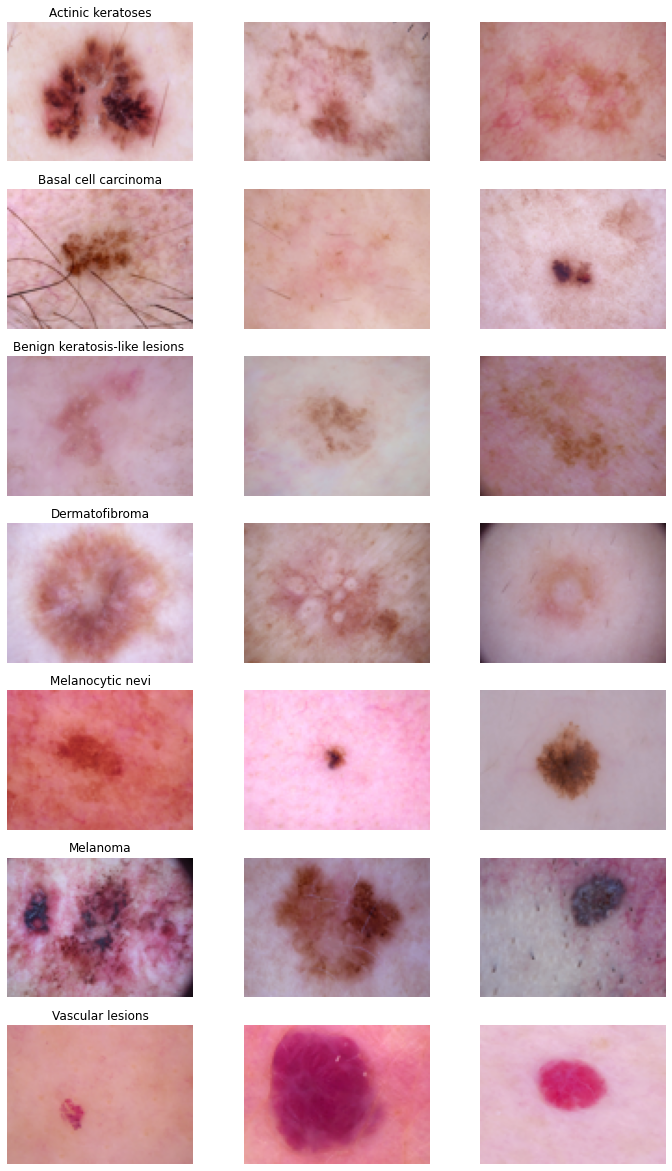 Actinic keratoses
Basal cell carcinoma
Benign keratosis-like lesions
Dermatofibroma
Melanocytic nevi
Melanoma
Vascular lesions